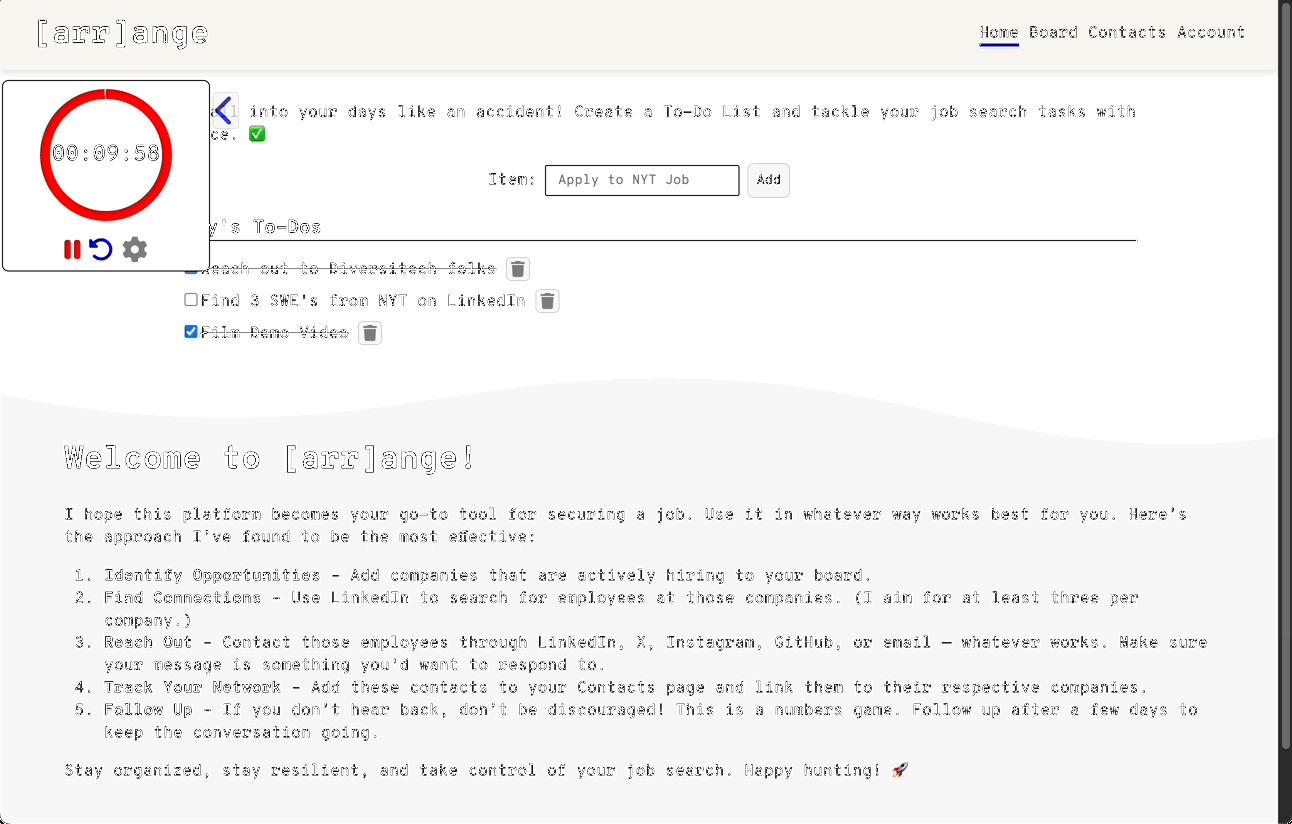 [arr]ange
Home Board Contacts Account
into your days like an accident! Create a To-Do List and tackle your job search tasks with
ce. ✅
00:09:58
Item: Apply to NYT Job Add
y's To-Dos
Reach out to Diversitech folks
Find 3 SWE's from NYT on LinkedIn
Film Demo Video
Welcome to [arr]ange!
I hope this platform becomes your go-to tool for securing a job. Use it in whatever way works best for you. Here's
the approach I've found to be the most effective:
1. Identify Opportunities - Add companies that are actively hiring to your board.
2. Find Connections - Use LinkedIn to search for employees at those companies. (I aim for at least three per
company.)
3. Reach Out - Contact those employees through LinkedIn, X, Instagram, GitHub, or email — whatever works. Make sure
your message is something you'd want to respond to.
4. Track Your Network - Add these contacts to your Contacts page and link them to their respective companies.
5. Follow Up - If you don't hear back, don't be discouraged! This is a numbers game. Follow up after a few days to
keep the conversation going.
Stay organized, stay resilient, and take control of your job search. Happy hunting! 🚀